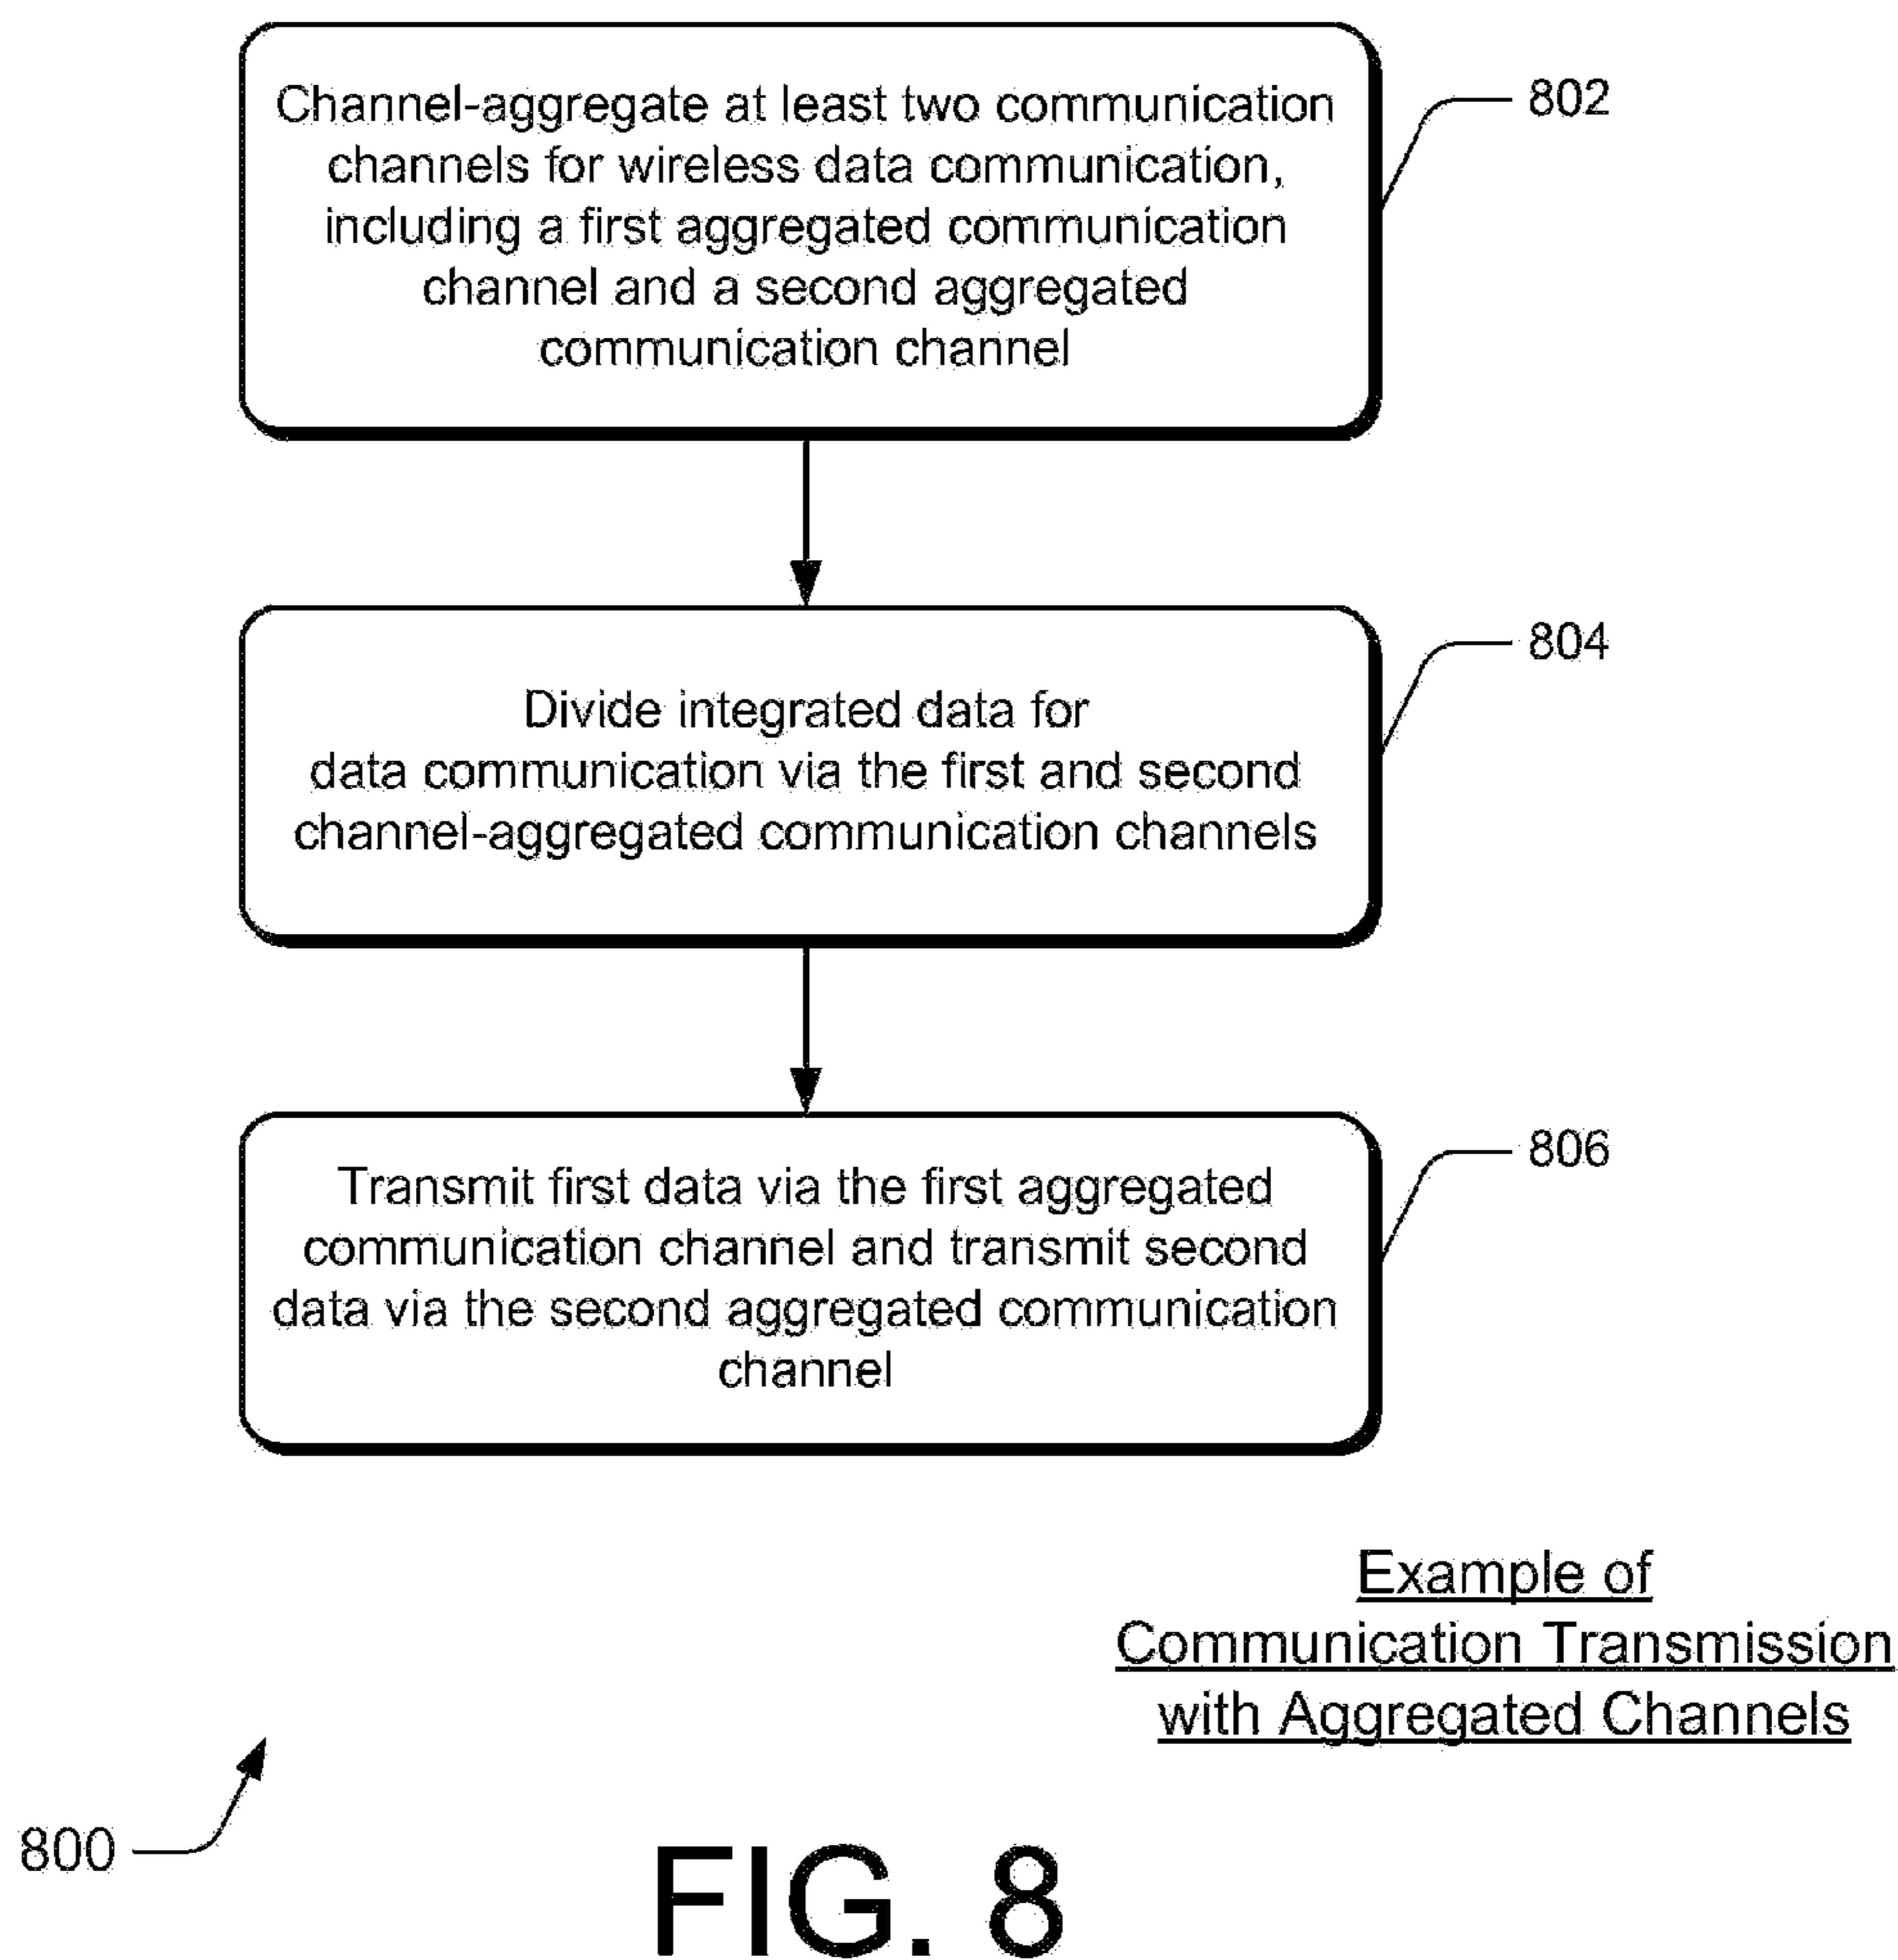 Channel-aggregate at least two communication
channels for wireless data communication,
including a first aggregated communication
channel and a second aggregated
communication channel
802
Divide integrated data for
data communication via the first and second
channel-aggregated communication channels
804
Transmit first data via the first aggregated
communication channel and transmit second
data via the second aggregated communication
channel
806
Example of
Communication Transmission
with Aggregated Channels
800
FIG. 8